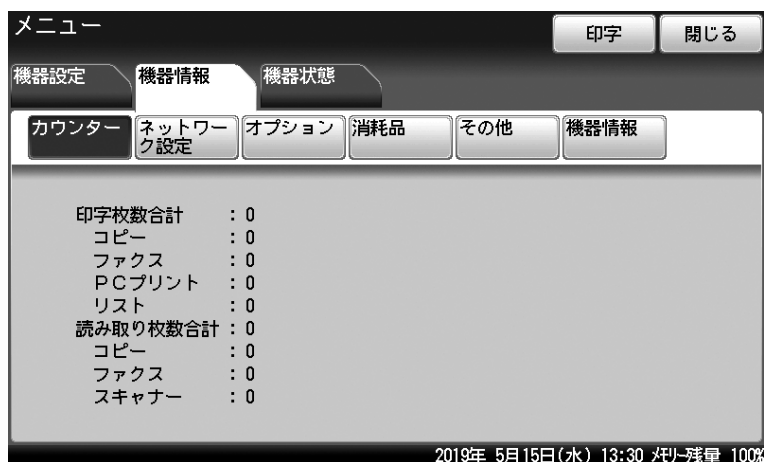 メニュー
印字 閉じる
機器設定 機器情報 機器状態
カウンター ネットワー オプション 消耗品 その他 機器情報
ク設定
印字枚数合計 : 0
コピー : 0
ファクス : 0
ＰＣプリント : 0
リスト : 0
読み取り枚数合計 : 0
コピー : 0
ファクス : 0
スキャナー : 0
2019年 5月15日(水) 13:30 ﾒﾓﾘｰ残量 100%